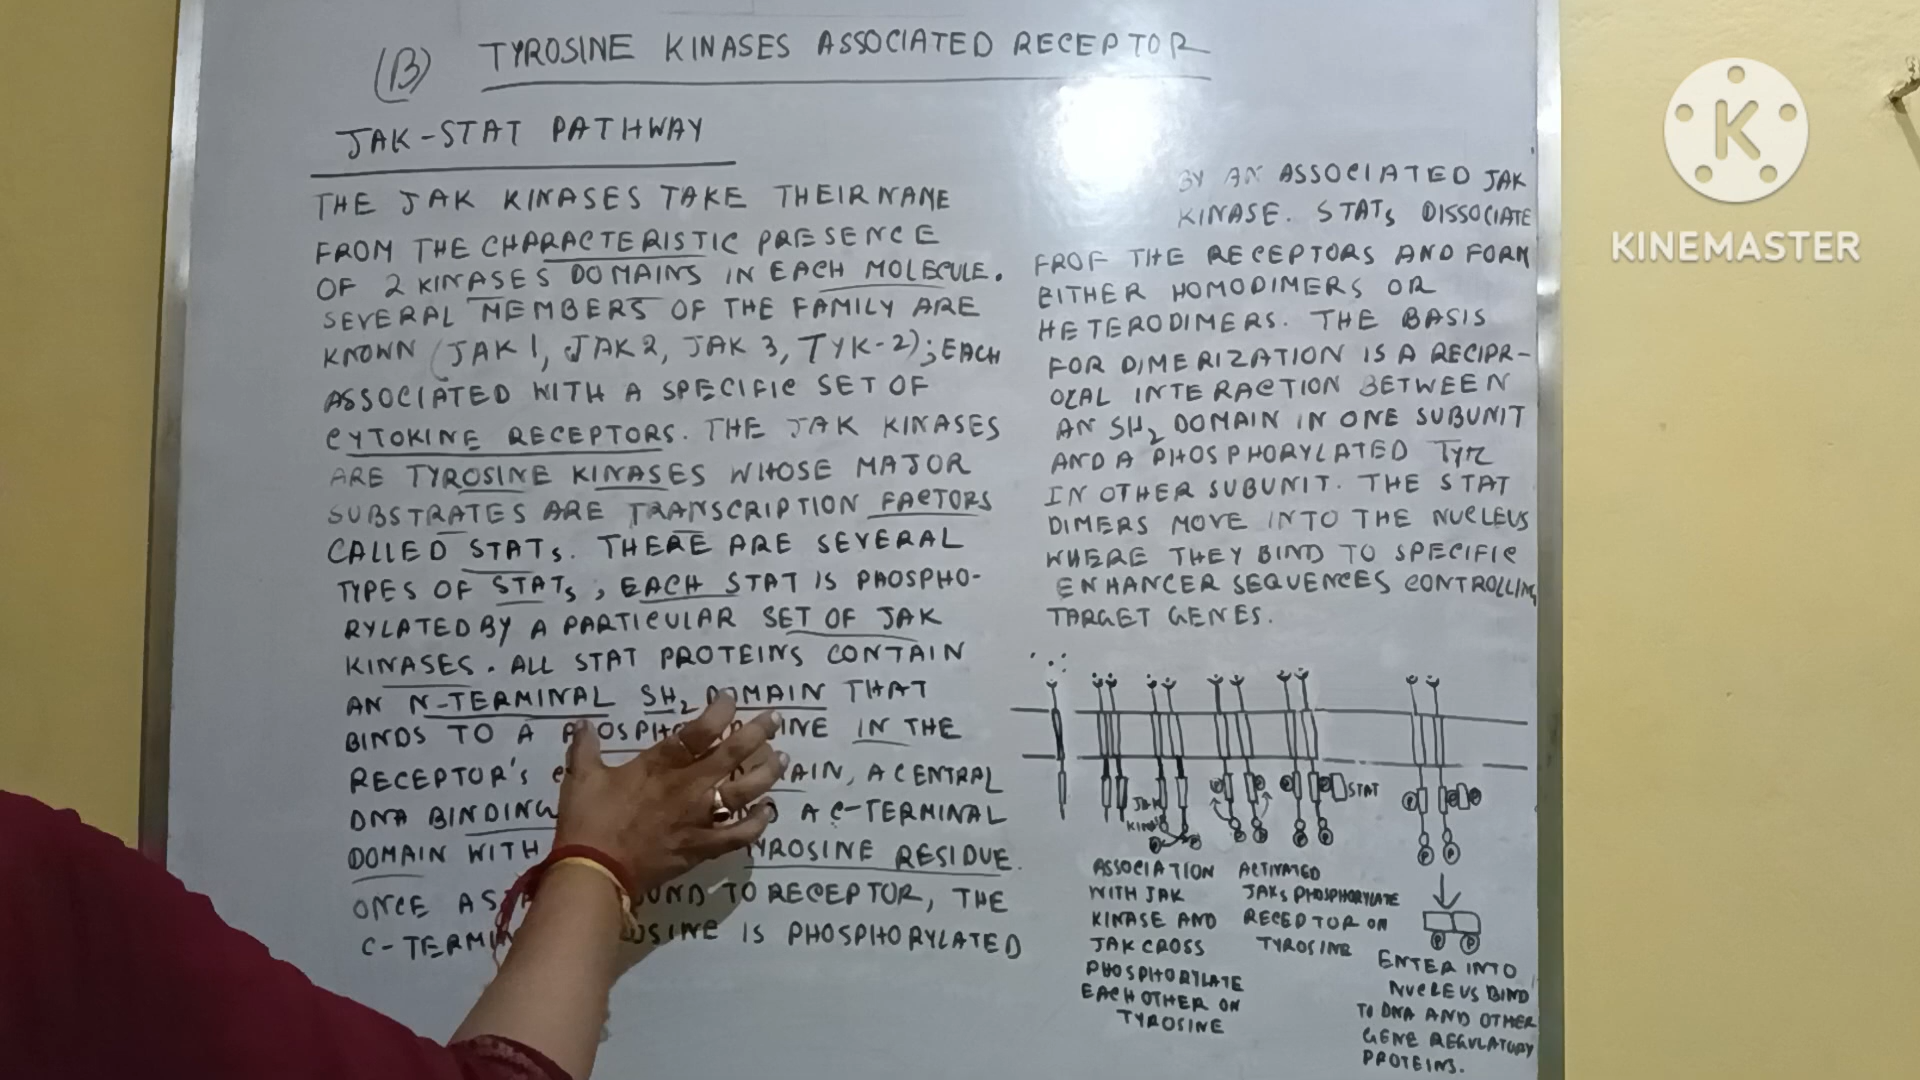 (B) TYROSINE KINASES ASSOCIATED RECEPTOR
JAK-STAT PATHWAY
THE JAK KINASES TAKE THEIR NAME
FROM THE CHARACTERISTIC PRESENCE
OF 2 KINASES DOMAINS IN EACH MOLECULE.
SEVERAL MEMBERS OF THE FAMILY ARE
KNOWN (JAK 1, JAK 2, JAK 3, TYK-2); EACH
ASSOCIATED WITH A SPECIFIC SET OF
CYTOKINE RECEPTORS. THE JAK KINASES
ARE TYROSINE KINASES WHOSE MAJOR
SUBSTRATES ARE TRANSCRIPTION FACTORS
CALLED STATs. THERE ARE SEVERAL
TYPES OF STATs, EACH STAT IS PHOSPHO-
RYLATED BY A PARTICULAR SET OF JAK
KINASES. ALL STAT PROTEINS CONTAIN
AN N-TERMINAL SH2 DOMAIN THAT
BINDS TO A IN THE
RECEPTOR'S A CENTRAL
DNA BINDING A C-TERMINAL
DOMAIN WITH TYROSINE RESIDUE.
ONCE TO RECEPTOR, THE
IS PHOSPHORYLATED
BY AN ASSOCIATED JAK
KINASE. STATs DISSOCIATE
FROF THE RECEPTORS AND FORM
EITHER HOMODIMERS OR
HETERODIMERS. THE BASIS
FOR DIMERIZATION IS A RECIPR-
OCAL INTERACTION BETWEEN
AN SH2 DOMAIN IN ONE SUBUNIT
AND A PHOSPHORYLATED TYR
IN OTHER SUBUNIT. THE STAT
DIMERS MOVE INTO THE NUCLEUS
WHERE THEY BIND TO SPECIFIC
ENHANCER SEQUENCES CONTROLLING
TARGET GENES.
JAK
STAT
ASSOCIATION
WITH JAK
KINASE AND
JAK CROSS
PHOSPHORYLATE
EACH OTHER ON
TYROSINE
ACTIVATED
JAKs PHOSPHORYLATE
RECEPTOR ON
TYROSINE
P P
ENTER INTO
NUCLEUS BIND
TO DNA AND OTHER
GENE REGULATORY
PROTEINS.
K
KINEMASTER